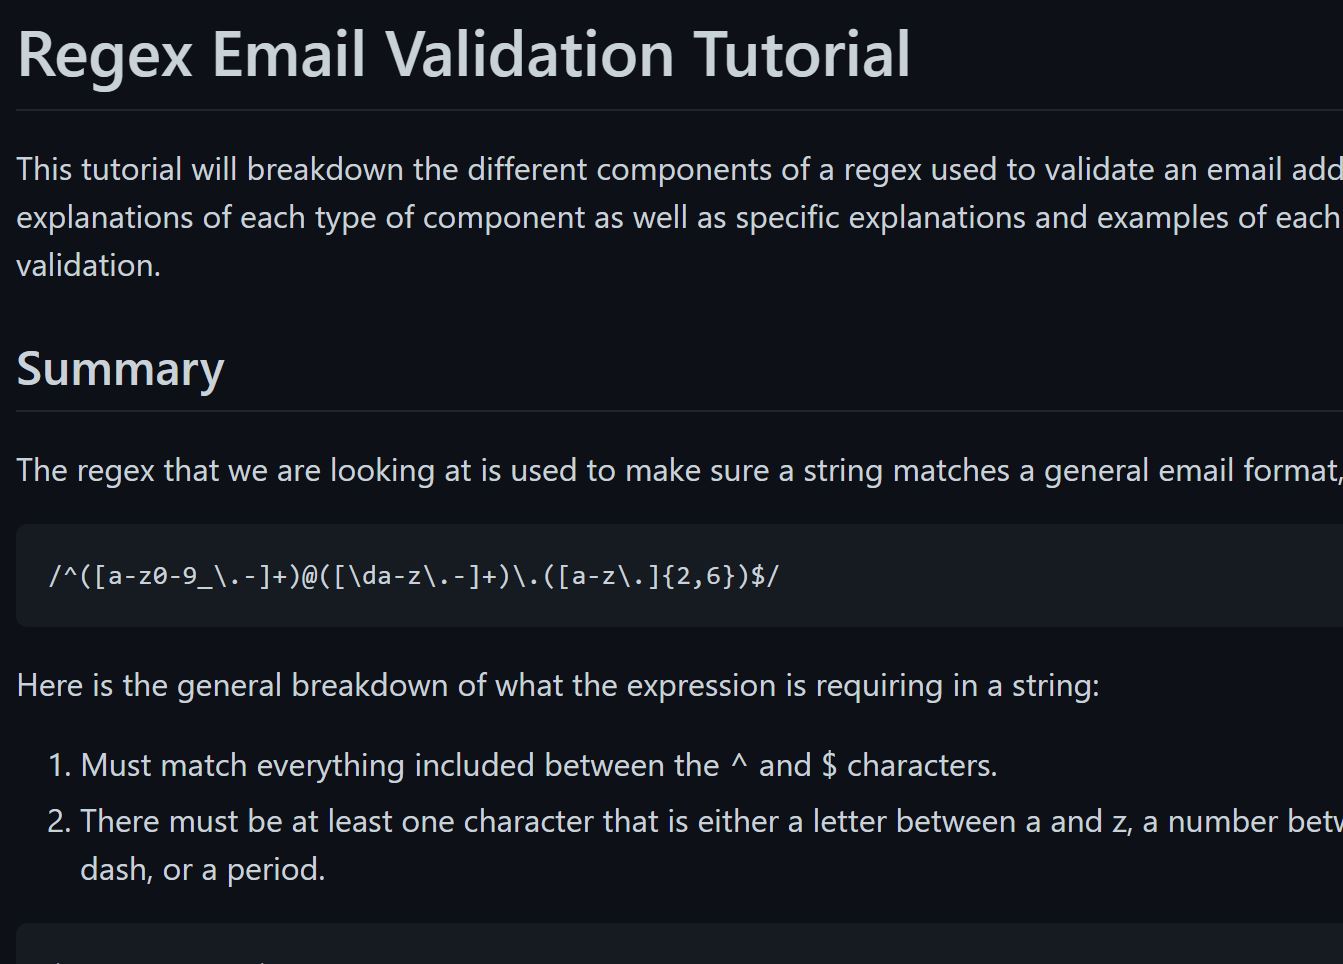 Regex Email Validation Tutorial
This tutorial will breakdown the different components of a regex used to validate an email add
explanations of each type of component as well as specific explanations and examples of each
validation.
Summary
The regex that we are looking at is used to make sure a string matches a general email format,
/^([a-z0-9_\.-]+)@([\da-z\.-]+)\.([a-z\.]{2,6})$/
Here is the general breakdown of what the expression is requiring in a string:
1. Must match everything included between the ^ and $ characters.
2. There must be at least one character that is either a letter between a and z, a number betw
dash, or a period.